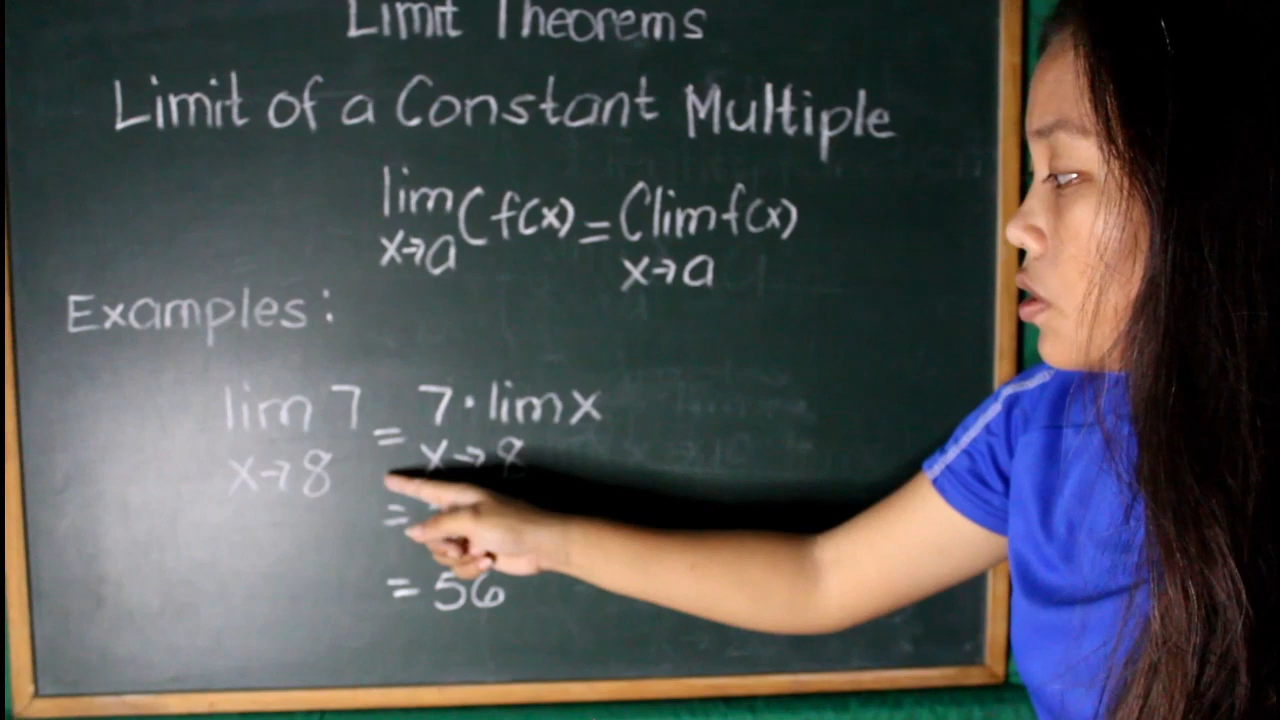 Limit Theorems
Limit of a Constant Multiple
lim C f(x) = C lim f(x)
x→a x→a
Examples:
lim 7 = 7 · lim x
x→8 x→8
=
= 56